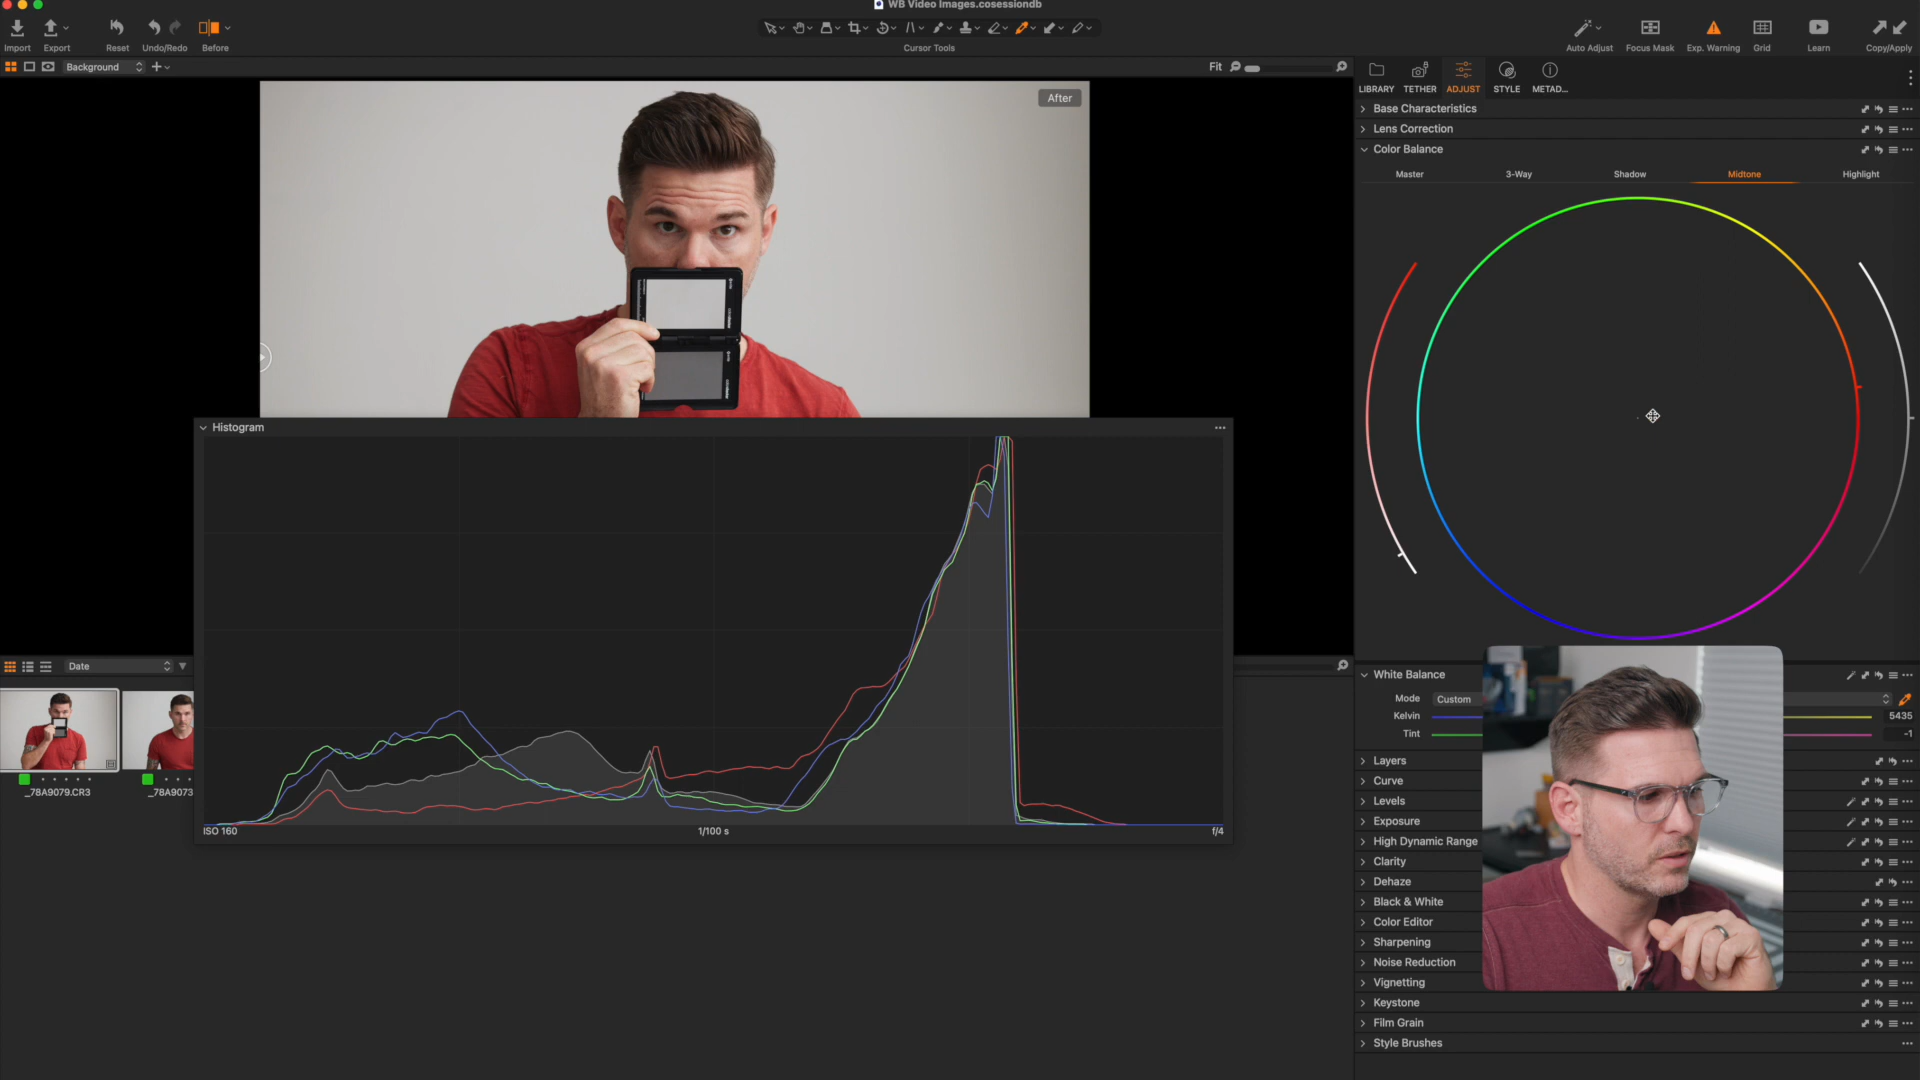 WB Video Images.cosessiondb
Import
Export
Reset
Undo/Redo
Before
Cursor Tools
Auto Adjust
Focus Mask
Exp. Warning
Grid
Learn
Copy/Apply
Background
Fit
LIBRARY
TETHER
ADJUST
STYLE
METAD...
After
Base Characteristics
Lens Correction
Color Balance
Master
3-Way
Shadow
Midtone
Highlight
Histogram
ISO 160
1/100 s
f/4
Date
_78A9079.CR3
_78A9073
White Balance
Mode
Custom
Kelvin
5435
Tint
-1
Layers
Curve
Levels
Exposure
High Dynamic Range
Clarity
Dehaze
Black & White
Color Editor
Sharpening
Noise Reduction
Vignetting
Keystone
Film Grain
Style Brushes